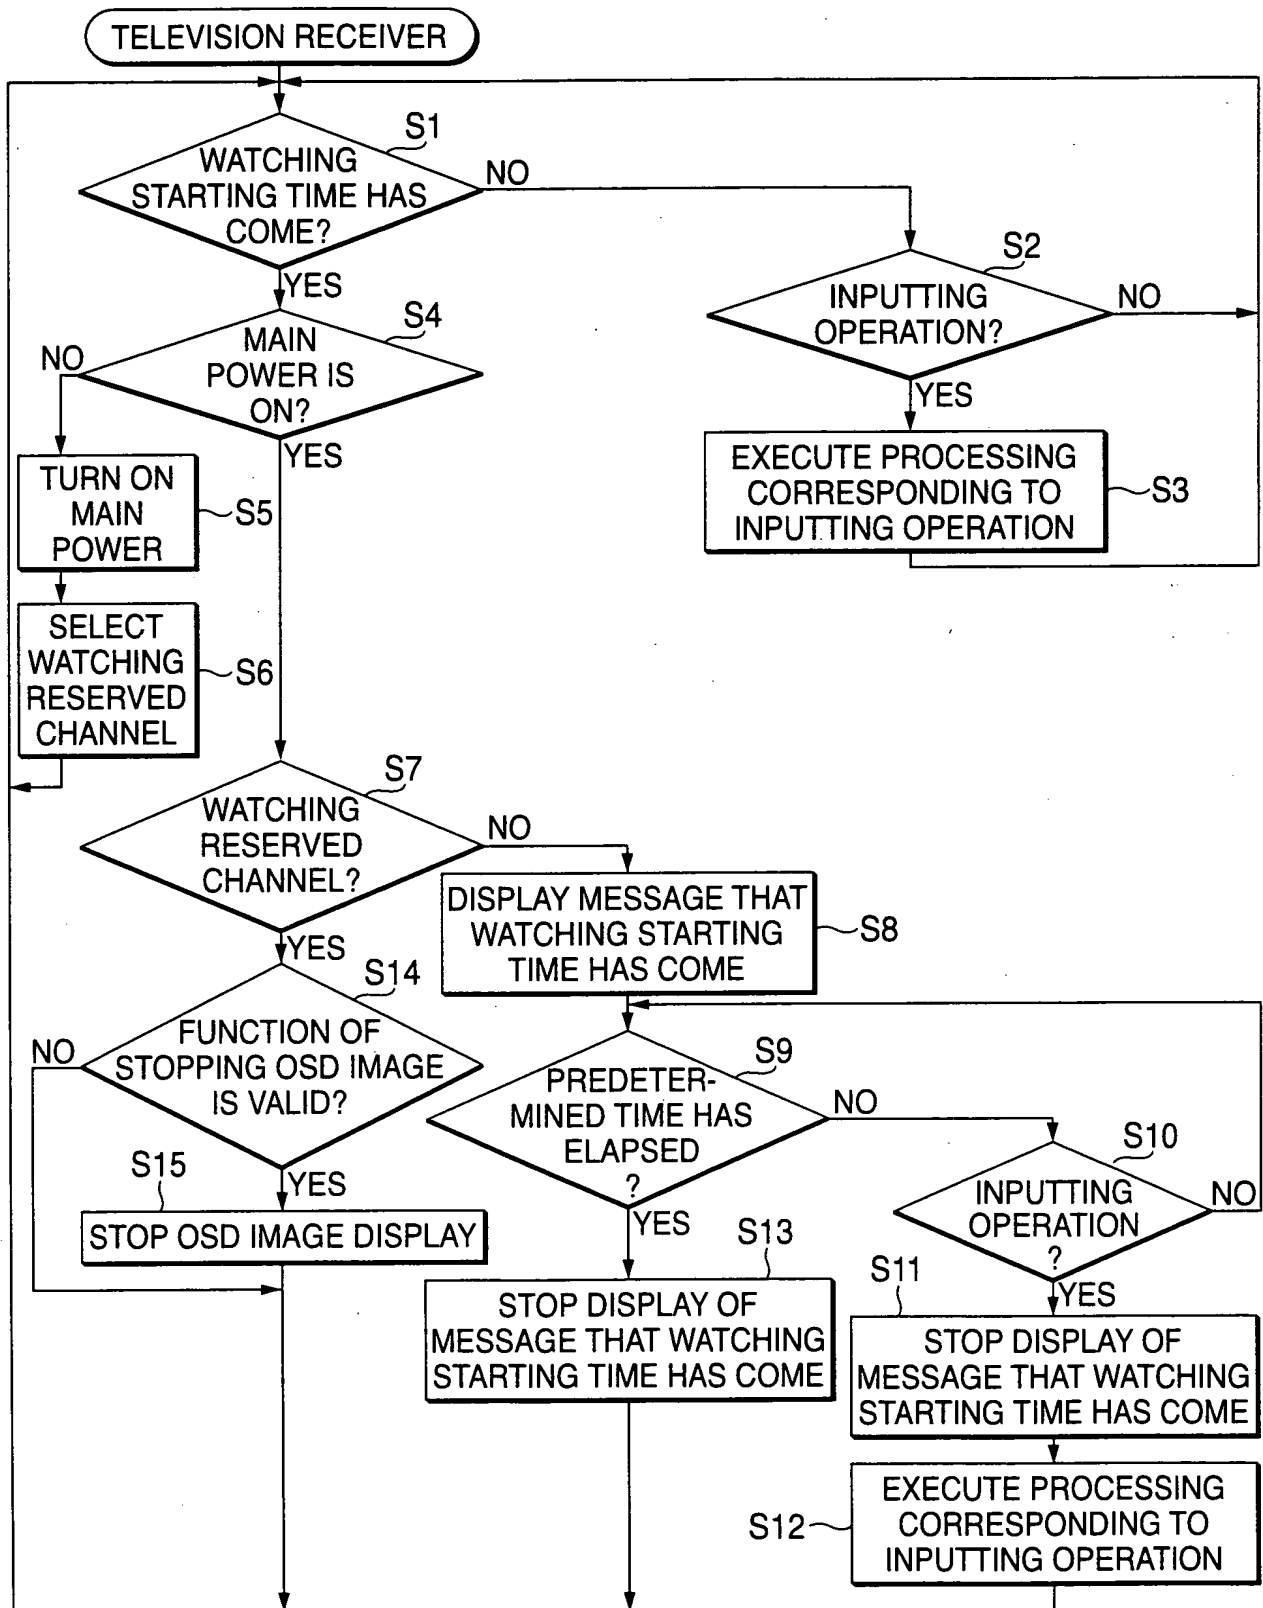 TELEVISION RECEIVER
S1
WATCHING
STARTING TIME HAS
COME?
NO
YES
S2
INPUTTING
OPERATION?
NO
YES
S4
MAIN
POWER IS
ON?
NO
YES
EXECUTE PROCESSING
CORRESPONDING TO
INPUTTING OPERATION
S3
TURN ON
MAIN
POWER
S5
SELECT
WATCHING
RESERVED
CHANNEL
S6
S7
WATCHING
RESERVED
CHANNEL?
NO
YES
DISPLAY MESSAGE THAT
WATCHING STARTING
TIME HAS COME
S8
S14
FUNCTION OF
STOPPING OSD IMAGE
IS VALID?
NO
YES
S9
PREDETER-
MINED TIME HAS
ELAPSED
?
NO
YES
S10
INPUTTING
OPERATION
?
NO
YES
S15
STOP OSD IMAGE DISPLAY
S13
STOP DISPLAY OF
MESSAGE THAT WATCHING
STARTING TIME HAS COME
S11
STOP DISPLAY OF
MESSAGE THAT WATCHING
STARTING TIME HAS COME
S12
EXECUTE PROCESSING
CORRESPONDING TO
INPUTTING OPERATION